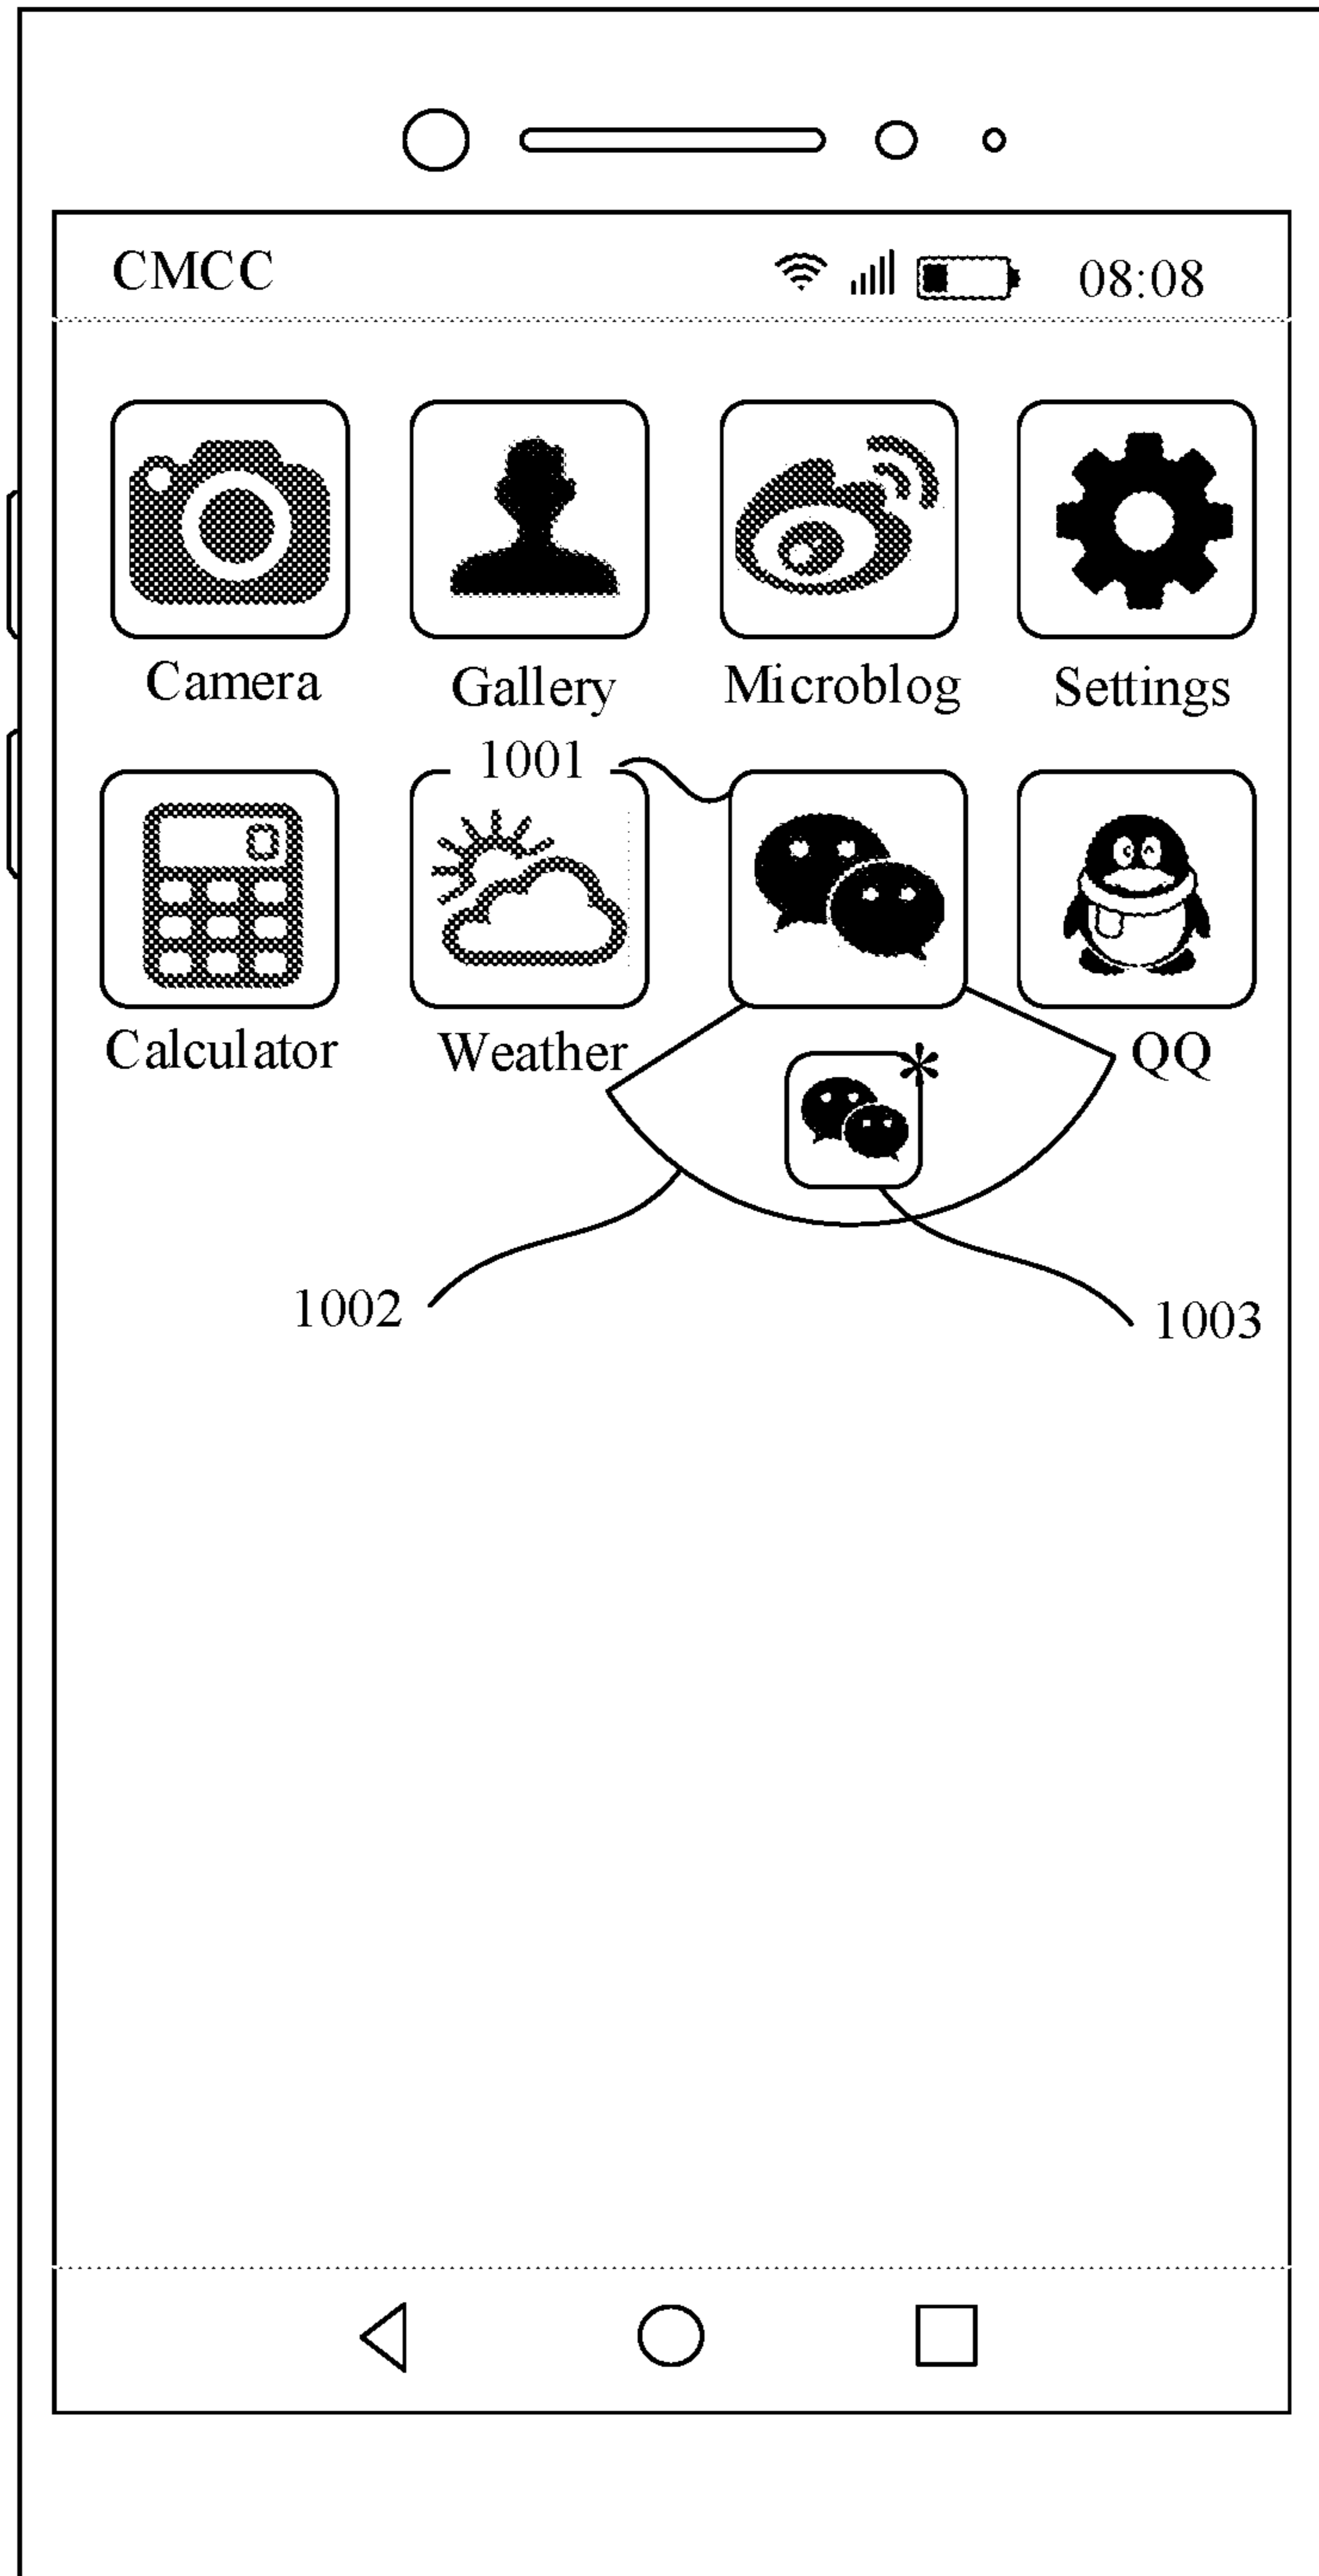 CMCC 08:08
Camera Gallery Microblog Settings
1001
Calculator Weather QQ
*
1002 1003